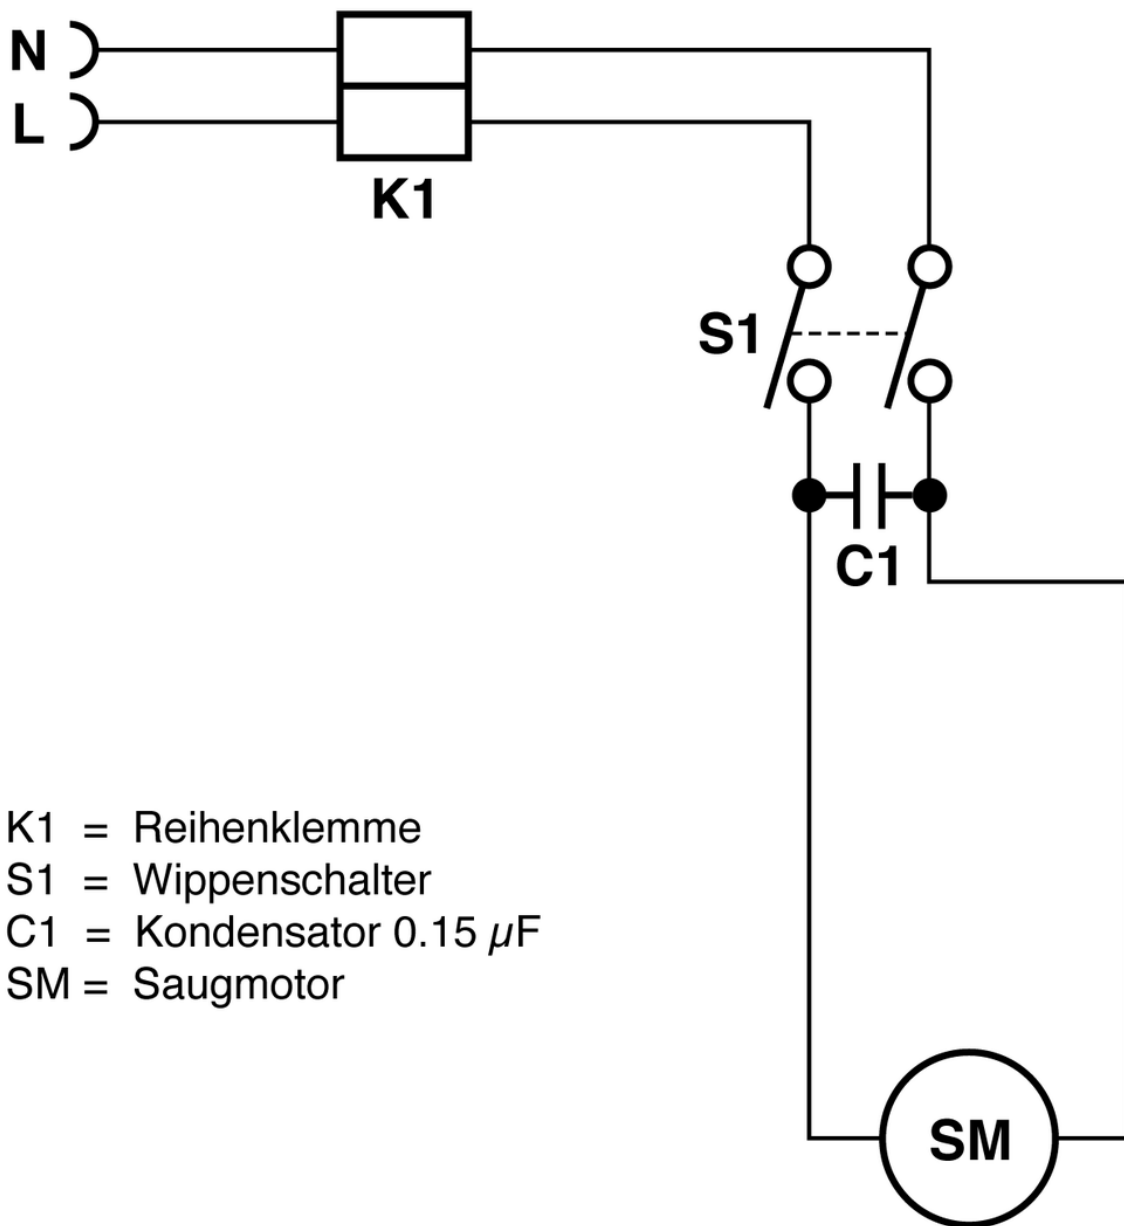 N
L
K1
S1
C1
K1 = Reihenklemme
S1 = Wippenschalter
C1 = Kondensator 0.15 µF
SM = Saugmotor
SM